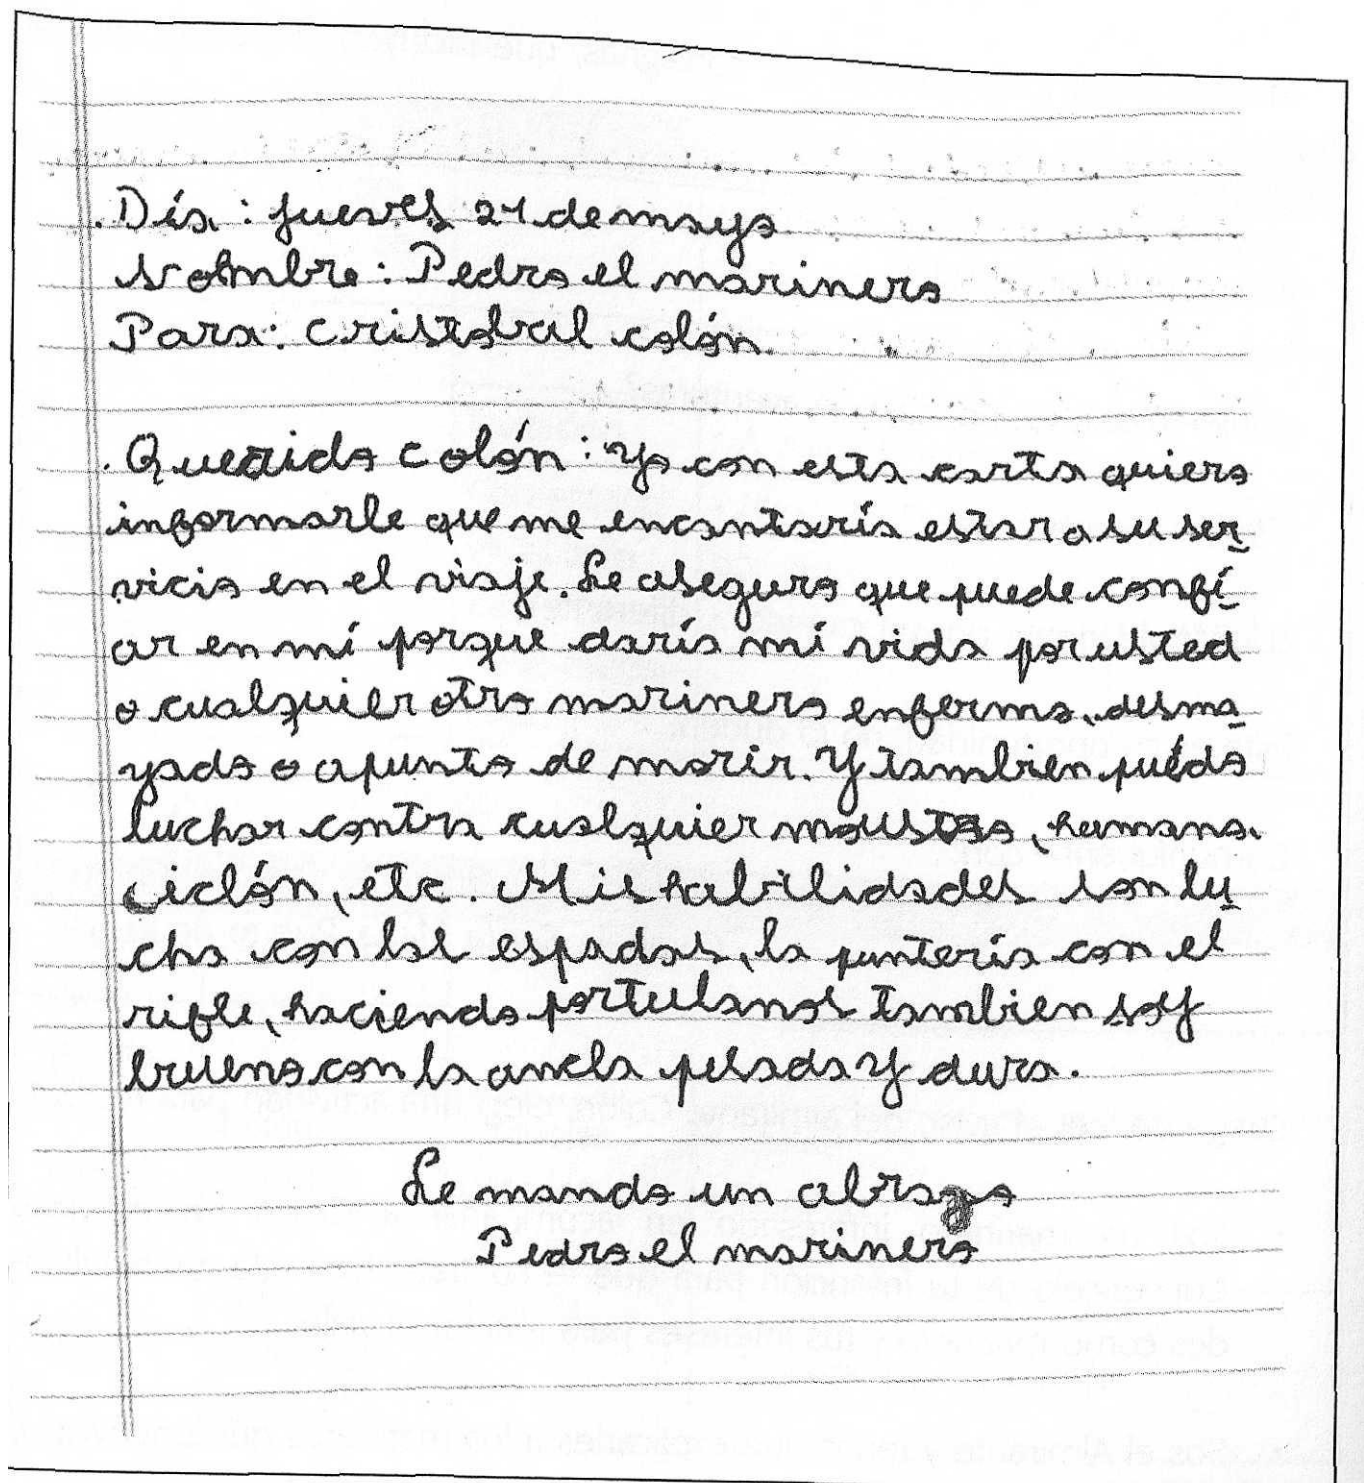 Día: jueves 21 de mayo
Nombre: Pedro el marinero
Para: cristobal colón.
Querido colón: Yo con esta carta quiero
informarle que me encantaría estar a su ser
vicio en el viaje. Le aseguro que puede confi
ar en mí porque daría mi vida por usted
o cualquier otro marinero enfermo, desma
yado o apunto de morir. Y tambien puedo
luchar contra cualquier moustro, humano,
ciclón, etc. Mis habilidades son lu
cha con las espadas, la puntería con el
rifle, haciendo portulanos tambien soy
bueno con la ancla pesada y dura.
Le mando un abrazo
Pedro el marinero